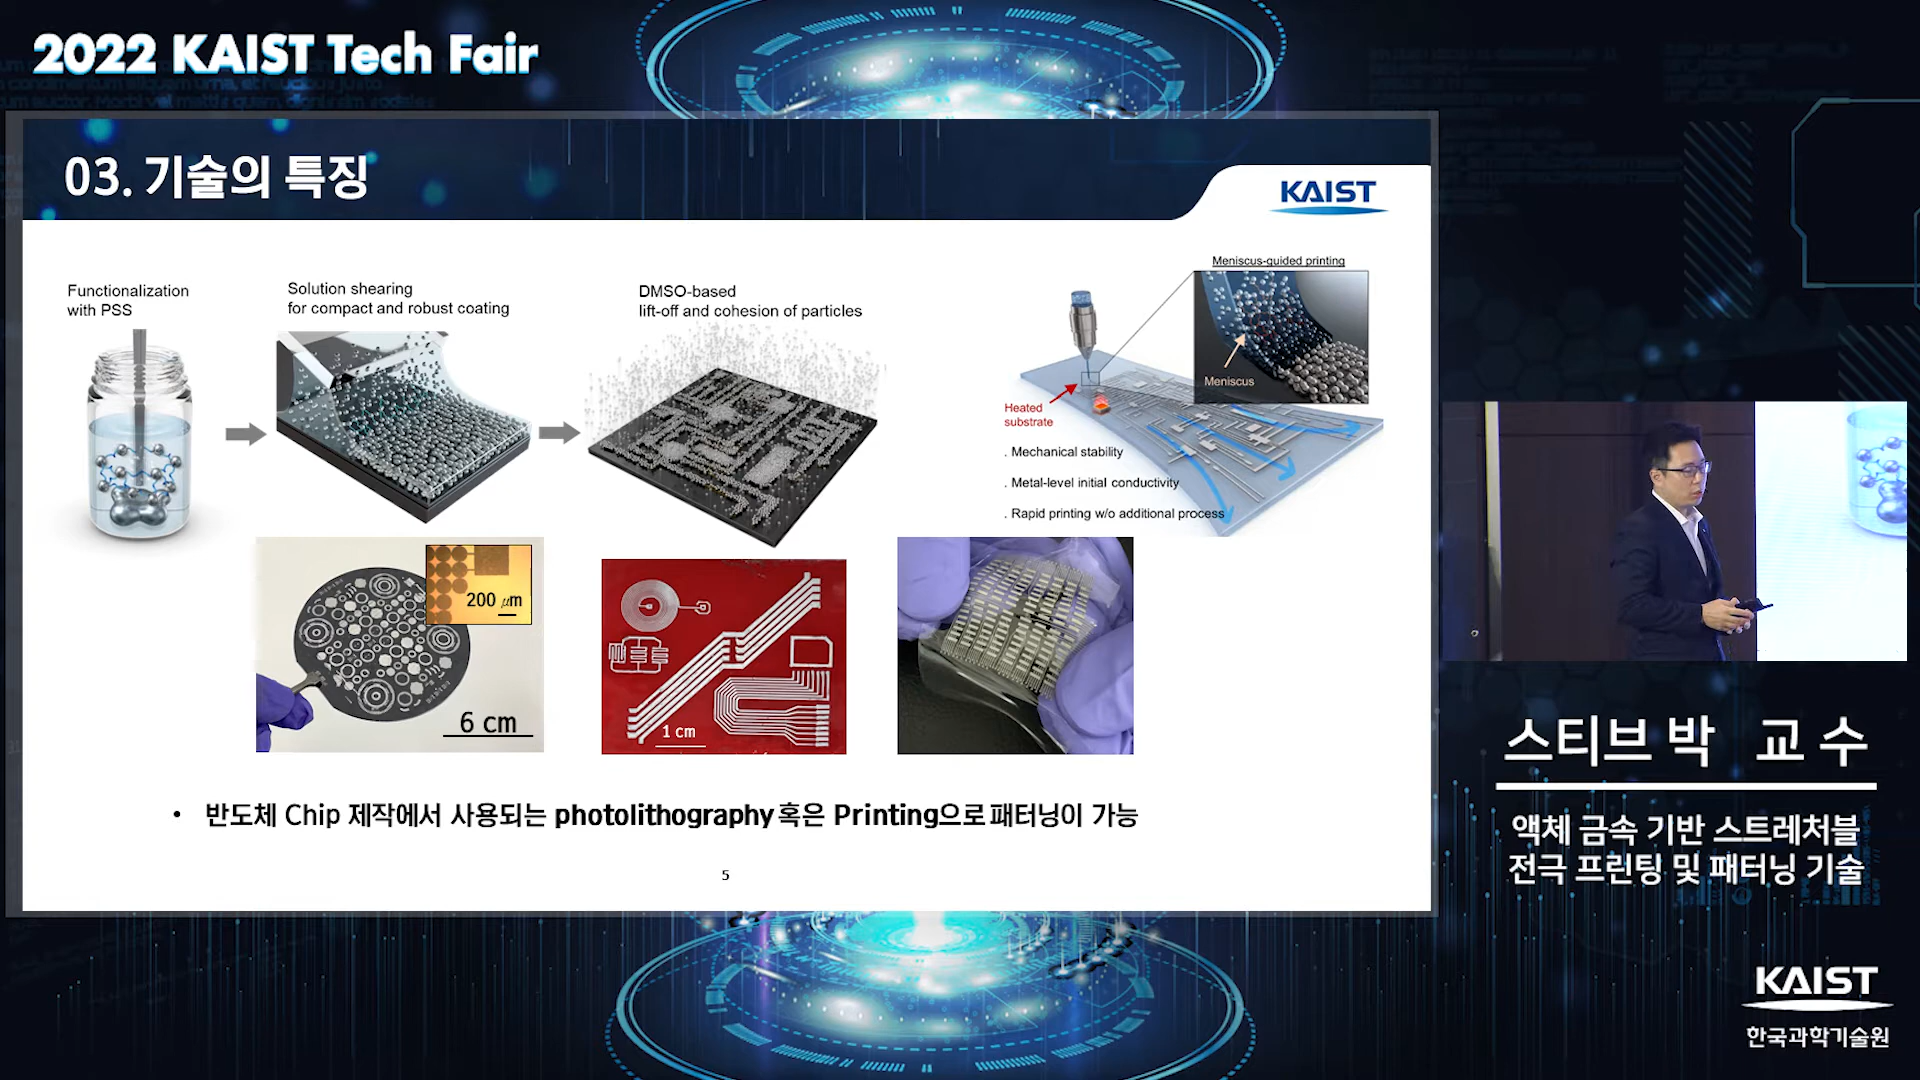 2022 KAIST Tech Fair
03. 기술의 특징
KAIST
Functionalization
with PSS
Solution shearing
for compact and robust coating
DMSO-based
lift-off and cohesion of particles
Meniscus-guided printing
Meniscus
Heated
substrate
. Mechanical stability
. Metal-level initial conductivity
. Rapid printing w/o additional process
200 μm
6 cm
1 cm
• 반도체 Chip 제작에서 사용되는 photolithography 혹은 Printing으로 패터닝이 가능
5
스티브 박 교수
액체 금속 기반 스트레처블
전극 프린팅 및 패터닝 기술
KAIST
한국과학기술원